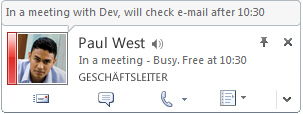 In a meeting with Dev, will check e-mail after 10:30
Paul West
In a meeting - Busy. Free at 10:30
GESCHÄFTSLEITER